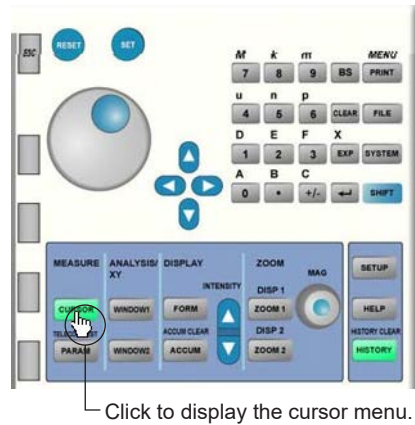 ESC
RESET
SET
M k m MENU
7 8 9 BS PRINT
u n p
4 5 6 CLEAR FILE
D E F X
1 2 3 EXP SYSTEM
A B C
0 • +/- ↵ SHIFT
MEASURE ANALYSIS/ DISPLAY ZOOM
XY
MAG
SETUP
INTENSITY
DISP 1
CURSOR WINDOW1 FORM ZOOM 1 HELP
ACCUM CLEAR DISP 2 HISTORY CLEAR
PARAM WINDOW2 ACCUM ZOOM 2 HISTORY
Click to display the cursor menu.